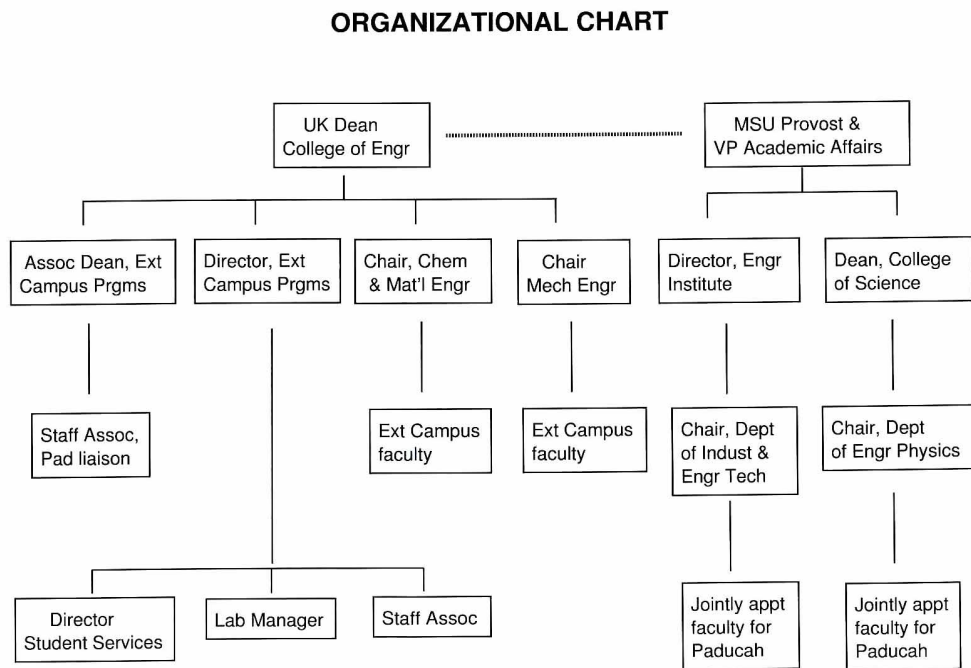 ORGANIZATIONAL CHART
UK Dean
College of Engr
MSU Provost &
VP Academic Affairs
Assoc Dean, Ext
Campus Prgms
Director, Ext
Campus Prgms
Chair, Chem
& Mat'l Engr
Chair
Mech Engr
Director, Engr
Institute
Dean, College
of Science
Staff Assoc,
Pad liaison
Ext Campus
faculty
Ext Campus
faculty
Chair, Dept
of Indust &
Engr Tech
Chair, Dept
of Engr Physics
Director
Student Services
Lab Manager
Staff Assoc
Jointly appt
faculty for
Paducah
Jointly appt
faculty for
Paducah